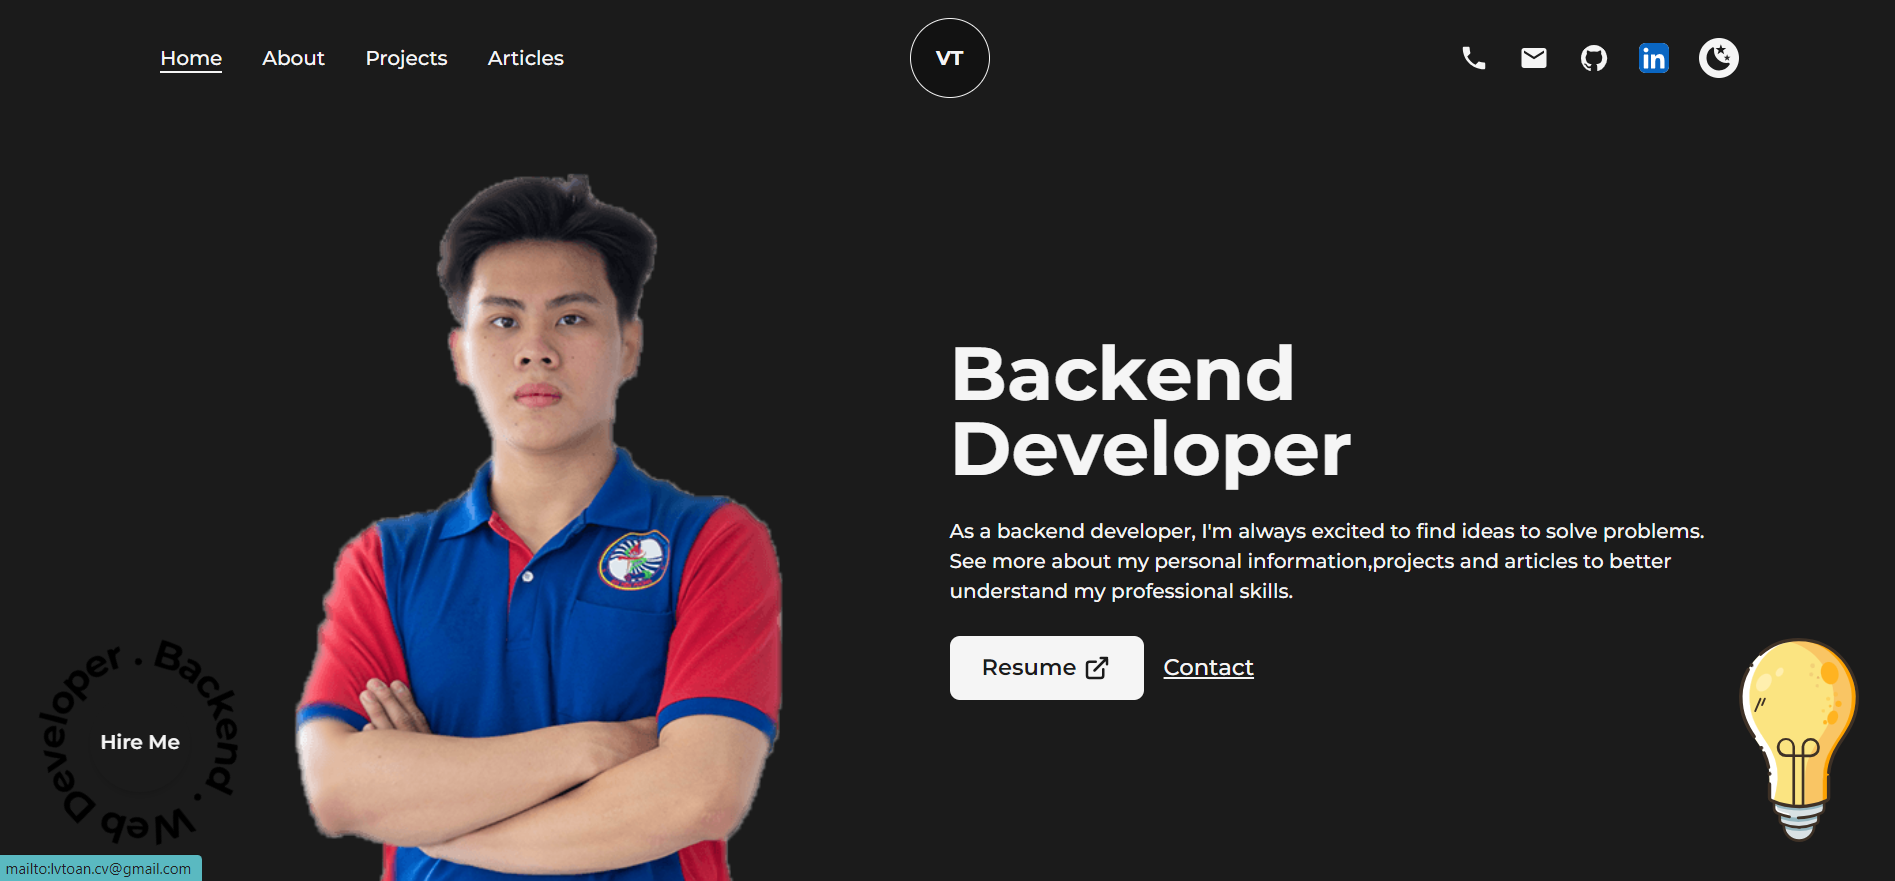 Home About Projects Articles
VT
in
Backend
Developer
As a backend developer, I'm always excited to find ideas to solve problems.
See more about my personal information,projects and articles to better
understand my professional skills.
Resume Contact
Backend . Web Developer .
Hire Me
mailto:lvtoan.cv@gmail.com